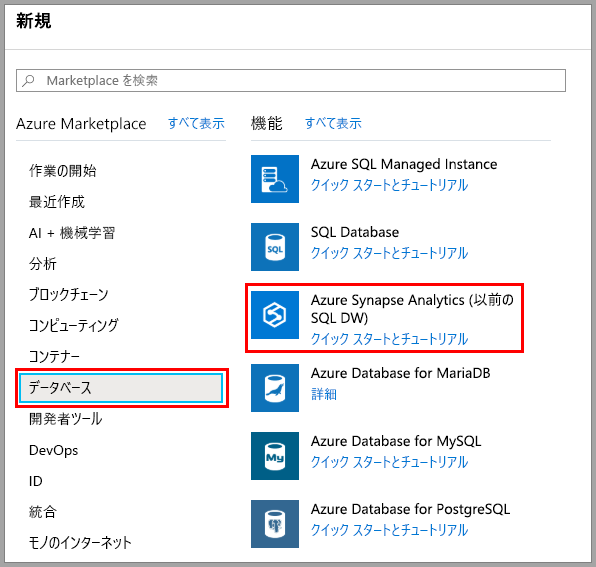 新規
Marketplace を検索
Azure Marketplace すべて表示
作業の開始
最近作成
AI + 機械学習
分析
ブロックチェーン
コンピューティング
コンテナー
データベース
開発者ツール
DevOps
ID
統合
モノのインターネット
機能 すべて表示
Azure SQL Managed Instance
クイック スタートとチュートリアル
SQL Database
クイック スタートとチュートリアル
SQL
Azure Synapse Analytics (以前の
SQL DW)
クイック スタートとチュートリアル
Azure Database for MariaDB
詳細
Azure Database for MySQL
クイック スタートとチュートリアル
My
Azure Database for PostgreSQL
クイック スタートとチュートリアル